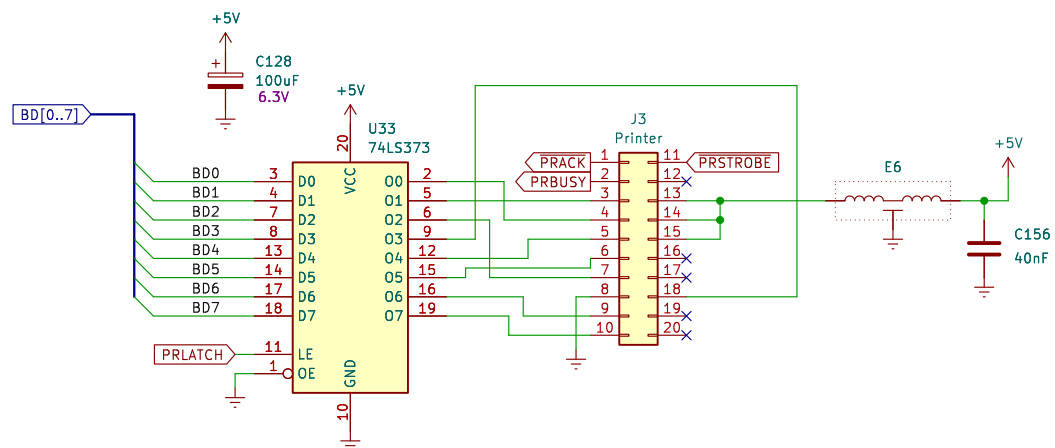 +5V
+
C128
100uF
6.3V
BD[0..7]
+5V
20
U33
74LS373
VCC
BD0 3 D0 O0 2
BD1 4 D1 O1 5
BD2 7 D2 O2 6
BD3 8 D3 O3 9
BD4 13 D4 O4 12
BD5 14 D5 O5 15
BD6 17 D6 O6 16
BD7 18 D7 O7 19
PRLATCH 11 LE
1 OE
GND
10
J3
Printer
PRACK 1 11 PRSTROBE
PRBUSY 2 12
3 13
4 14
5 15
6 16
7 17
8 18
9 19
10 20
E6
+5V
C156
40nF